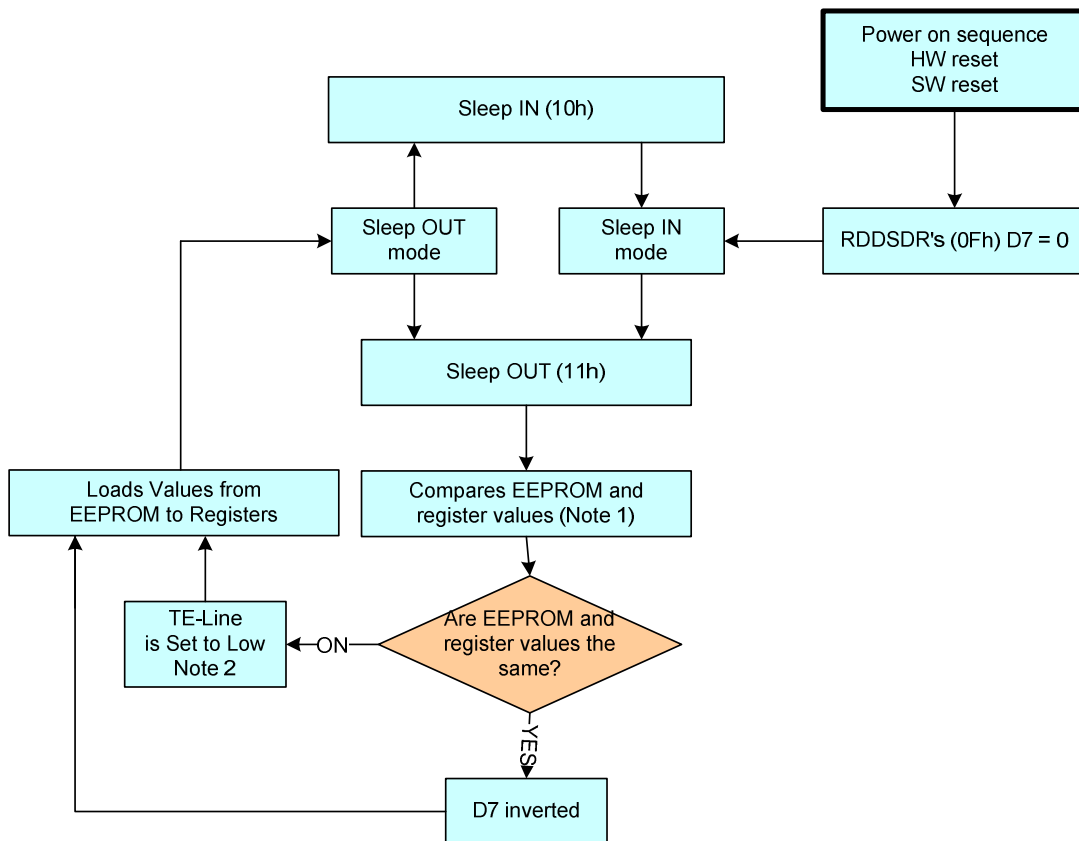 Power on sequence
HW reset
SW reset
Sleep IN (10h)
Sleep OUT
mode
Sleep IN
mode
RDDSDR's (0Fh) D7 = 0
Sleep OUT (11h)
Loads Values from
EEPROM to Registers
Compares EEPROM and
register values (Note 1)
TE-Line
is Set to Low
Note 2
ON
Are EEPROM and
register values the
same?
YES
D7 inverted